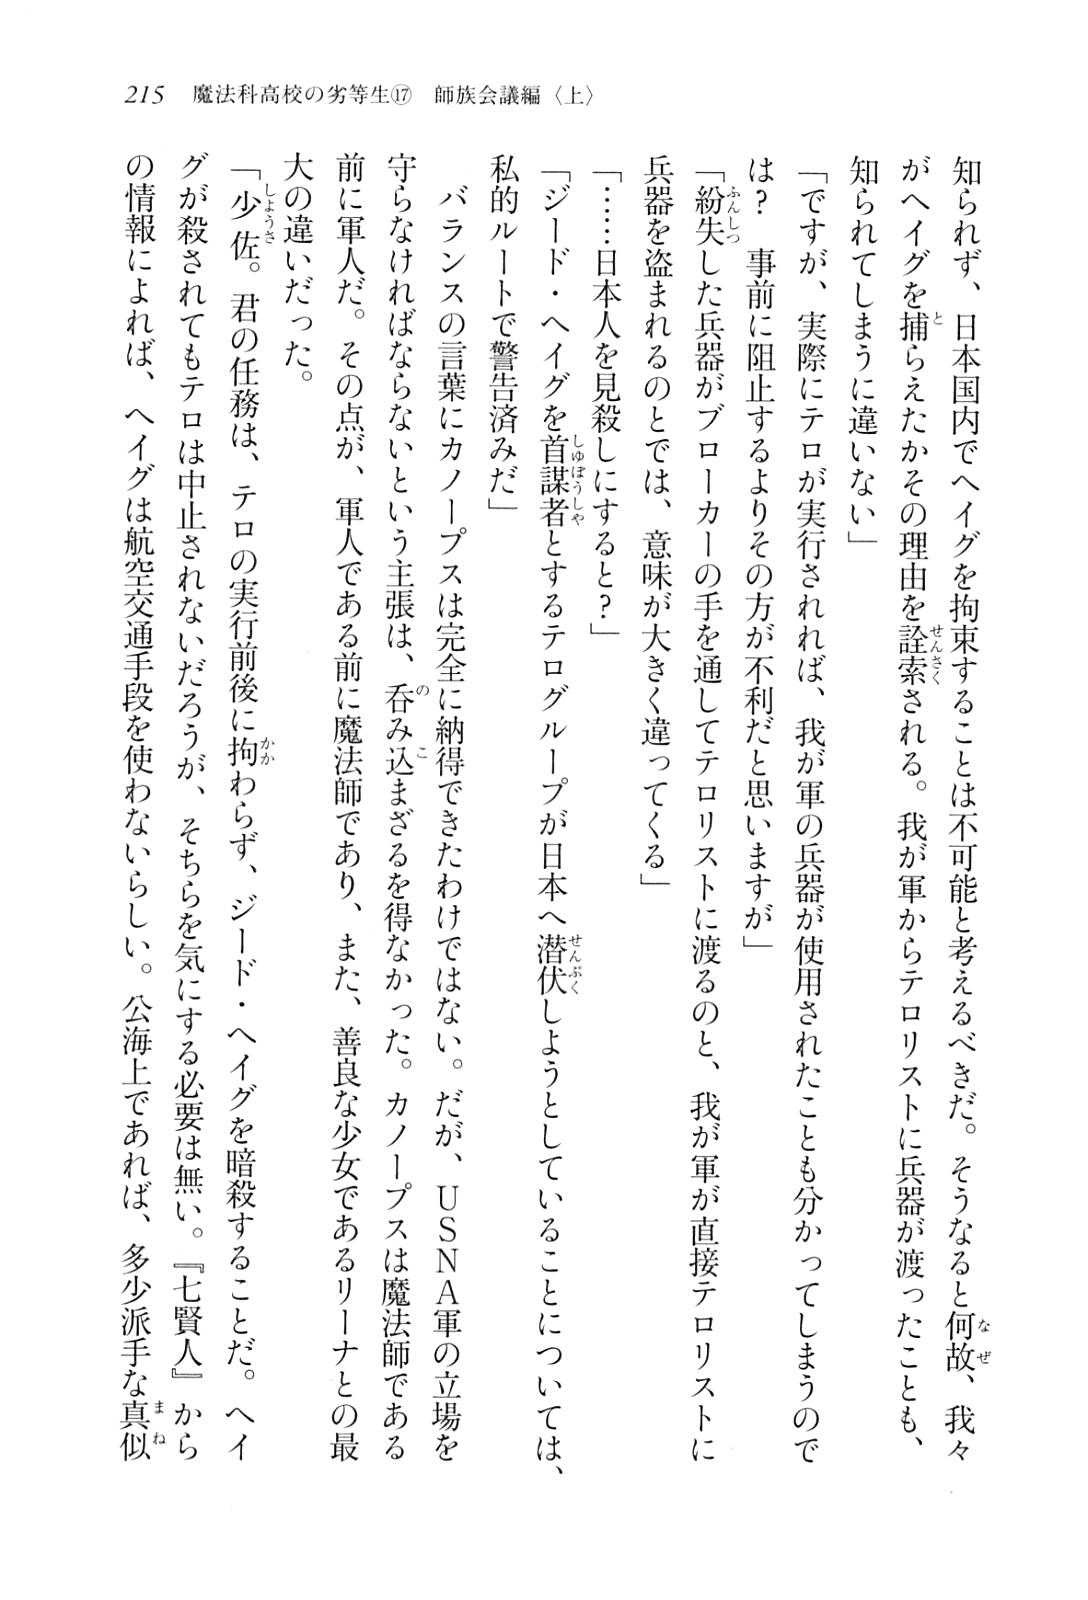 215　魔法科高校の劣等生⑰　師族会議編〈上〉
知られず、日本国内でヘイグを拘束することは不可能と考えるべきだ。そうなると何故、我々
がヘイグを捕らえたかその理由を詮索される。我が軍からテロリストに兵器が渡ったことも、
知られてしまうに違いない」
「ですが、実際にテロが実行されれば、我が軍の兵器が使用されたことも分かってしまうので
は？　事前に阻止するよりその方が不利だと思いますが」
「紛失した兵器がブローカーの手を通してテロリストに渡るのと、我が軍が直接テロリストに
兵器を盗まれるのとでは、意味が大きく違ってくる」
「……日本人を見殺しにすると？」
「ジード・ヘイグを首謀者とするテログループが日本へ潜伏しようとしていることについては、
私的ルートで警告済みだ」
　バランスの言葉にカノープスは完全に納得できたわけではない。だが、ＵＳＮＡ軍の立場を
守らなければならないという主張は、呑み込まざるを得なかった。カノープスは魔法師である
前に軍人だ。その点が、軍人である前に魔法師であり、また、善良な少女であるリーナとの最
大の違いだった。
「少佐。君の任務は、テロの実行前後に拘わらず、ジード・ヘイグを暗殺することだ。ヘイ
グが殺されてもテロは中止されないだろうが、そちらを気にする必要は無い。『七賢人』から
の情報によれば、ヘイグは航空交通手段を使わないらしい。公海上であれば、多少派手な真似